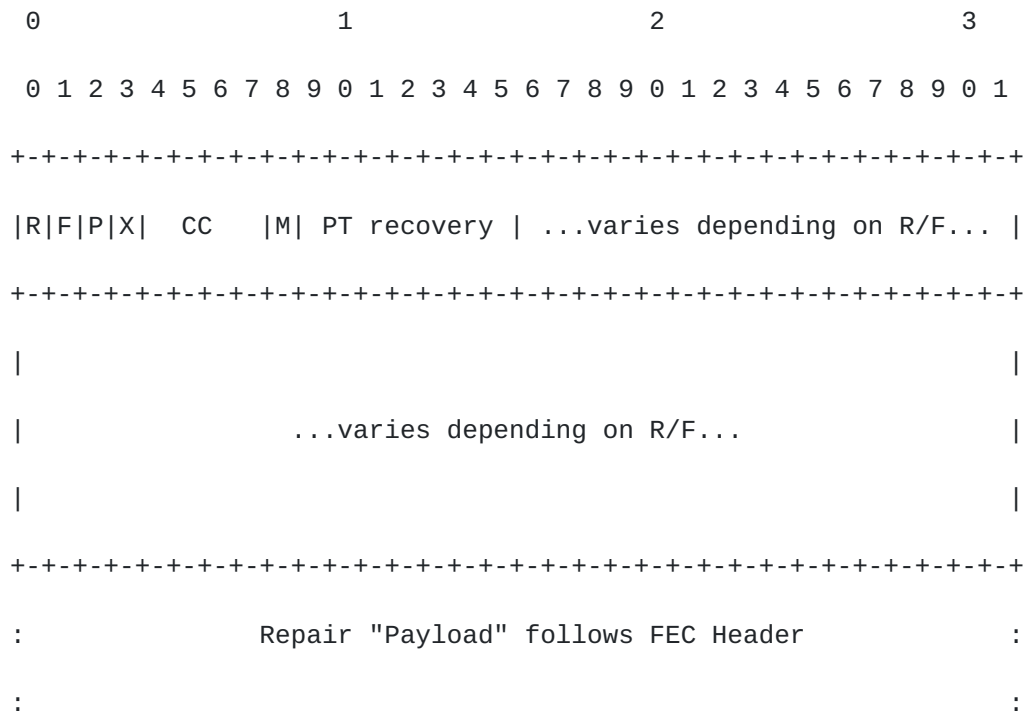 0                   1                   2                   3
 0 1 2 3 4 5 6 7 8 9 0 1 2 3 4 5 6 7 8 9 0 1 2 3 4 5 6 7 8 9 0 1
+-+-+-+-+-+-+-+-+-+-+-+-+-+-+-+-+-+-+-+-+-+-+-+-+-+-+-+-+-+-+-+-+
|R|F|P|X|  CC   |M| PT recovery | ...varies depending on R/F... |
+-+-+-+-+-+-+-+-+-+-+-+-+-+-+-+-+-+-+-+-+-+-+-+-+-+-+-+-+-+-+-+-+
|                                                               |
|                 ...varies depending on R/F...                 |
|                                                               |
+-+-+-+-+-+-+-+-+-+-+-+-+-+-+-+-+-+-+-+-+-+-+-+-+-+-+-+-+-+-+-+-+
:               Repair "Payload" follows FEC Header             :
:                                                               :